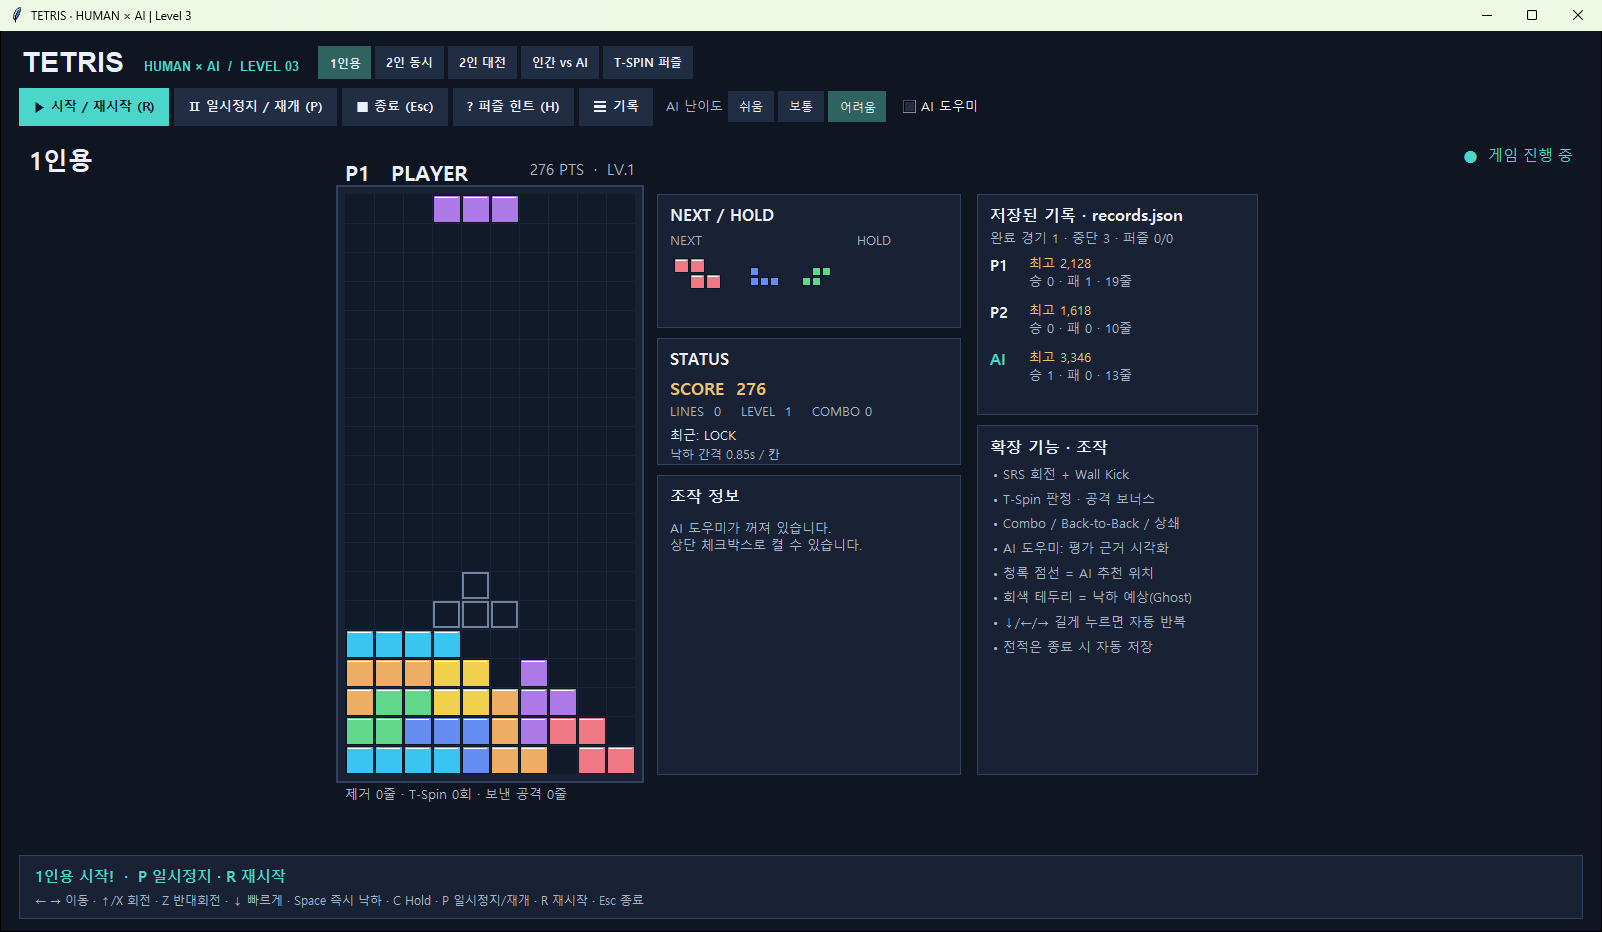 TETRIS · HUMAN × AI | Level 3
TETRIS HUMAN × AI / LEVEL 03 1인용 2인 동시 2인 대전 인간 vs AI T-SPIN 퍼즐
▶ 시작 / 재시작 (R) Ⅱ 일시정지 / 재개 (P) ■ 종료 (Esc) ? 퍼즐 힌트 (H) ☰ 기록 AI 난이도 쉬움 보통 어려움 AI 도우미
1인용
● 게임 진행 중
P1 PLAYER 276 PTS · LV.1
제거 0줄 · T-Spin 0회 · 보낸 공격 0줄
NEXT / HOLD
NEXT HOLD
STATUS
SCORE 276
LINES 0 LEVEL 1 COMBO 0
최근: LOCK
낙하 간격 0.85s / 칸
조작 정보
AI 도우미가 꺼져 있습니다.
상단 체크박스로 켤 수 있습니다.
저장된 기록 · records.json
완료 경기 1 · 중단 3 · 퍼즐 0/0
P1 최고 2,128
승 0 · 패 1 · 19줄
P2 최고 1,618
승 0 · 패 0 · 10줄
AI 최고 3,346
승 1 · 패 0 · 13줄
확장 기능 · 조작
• SRS 회전 + Wall Kick
• T-Spin 판정 · 공격 보너스
• Combo / Back-to-Back / 상쇄
• AI 도우미: 평가 근거 시각화
• 청록 점선 = AI 추천 위치
• 회색 테두리 = 낙하 예상(Ghost)
• ↓/←/→ 길게 누르면 자동 반복
• 전적은 종료 시 자동 저장
1인용 시작! · P 일시정지 · R 재시작
← → 이동 · ↑/X 회전 · Z 반대회전 · ↓ 빠르게 · Space 즉시 낙하 · C Hold · P 일시정지/재개 · R 재시작 · Esc 종료